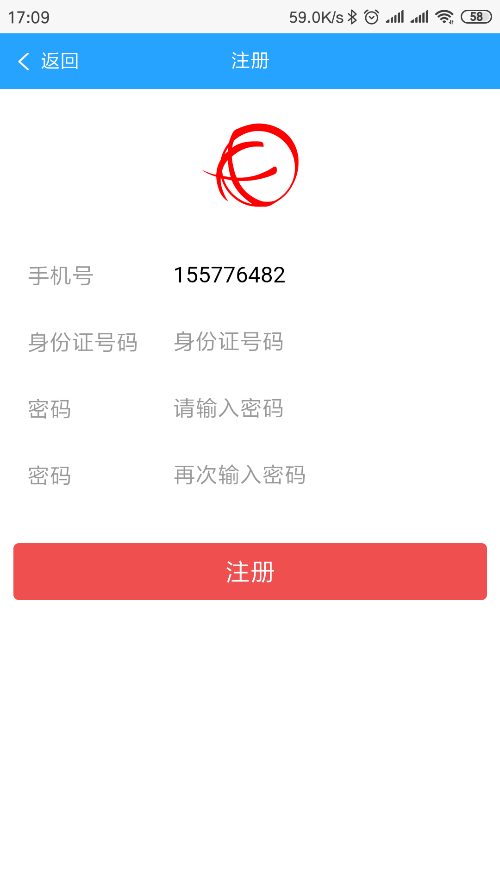 17:09 59.0K/s 58
返回 注册
手机号 155776482
身份证号码 身份证号码
密码 请输入密码
密码 再次输入密码
注册